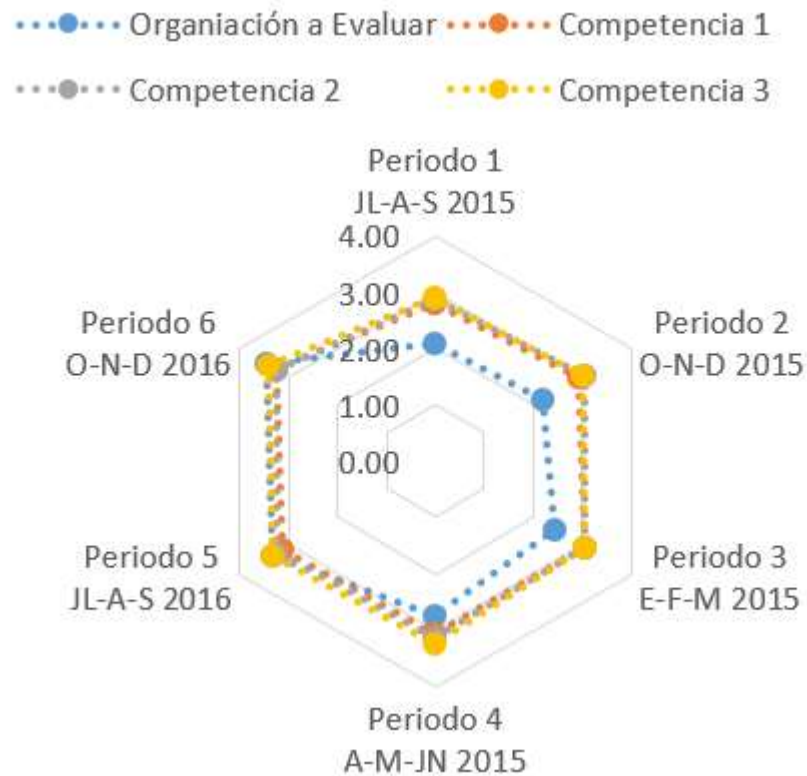 Organiación a Evaluar
Competencia 1
Competencia 2
Competencia 3
Periodo 1
JL-A-S 2015
4.00
3.00
2.00
1.00
0.00
Periodo 2
O-N-D 2015
Periodo 3
E-F-M 2015
Periodo 4
A-M-JN 2015
Periodo 5
JL-A-S 2016
Periodo 6
O-N-D 2016